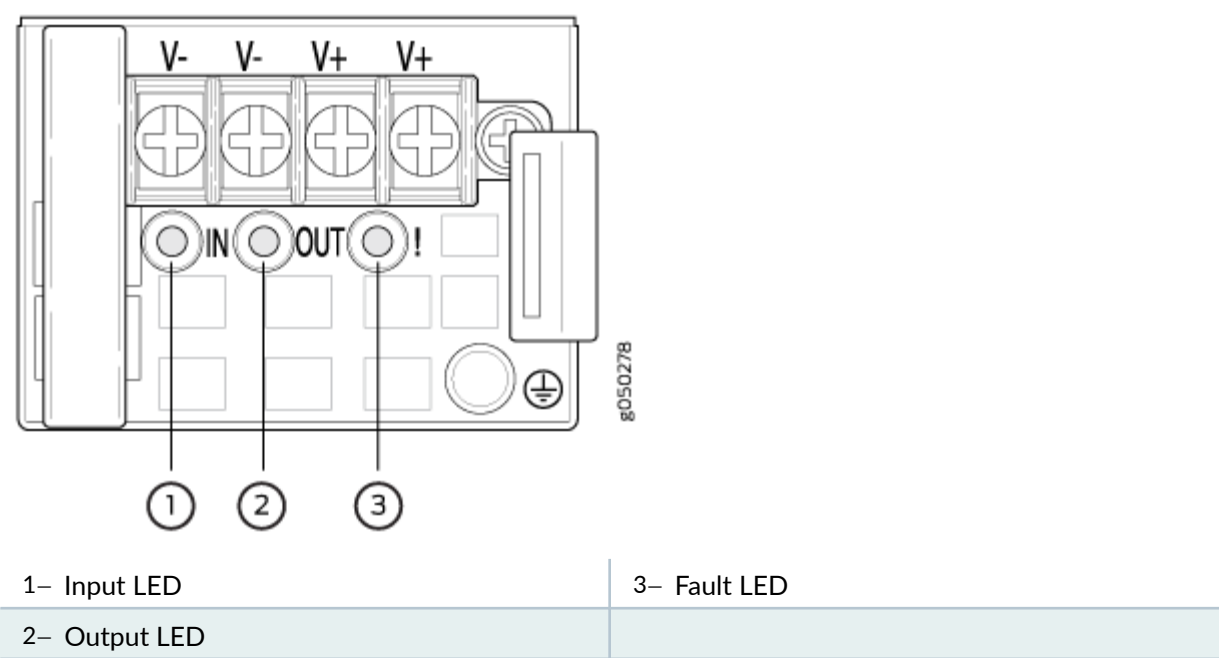 V- V- V+ V+
IN OUT !
g050278
1 2 3
1– Input LED 3– Fault LED
2– Output LED